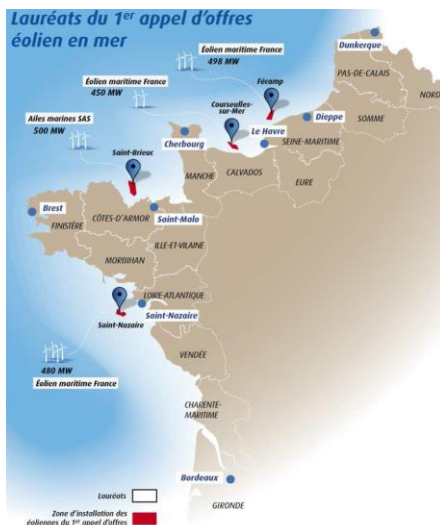 Lauréats du 1er appel d'offres
éolien en mer
Éolien maritime France
498 MW
Éolien maritime France
450 MW
Ailes marines SAS
500 MW
Dunkerque
PAS-DE-CALAIS
NORD
Fécamp
Courseulles-
sur-Mer
Dieppe
SOMME
Le Havre
SEINE-MARITIME
Saint-Brieuc
Cherbourg
MANCHE
CALVADOS
EURE
Brest
FINISTÈRE
CÔTES-D'ARMOR
Saint-Malo
ILLE-ET-VILAINE
MORBIHAN
LOIRE-ATLANTIQUE
Saint-Nazaire
Saint-Nazaire
VENDÉE
480 MW
Éolien maritime France
CHARENTE-
MARITIME
Bordeaux
GIRONDE
Lauréats
Zone d'installation des
éoliennes du 1er appel d'offres